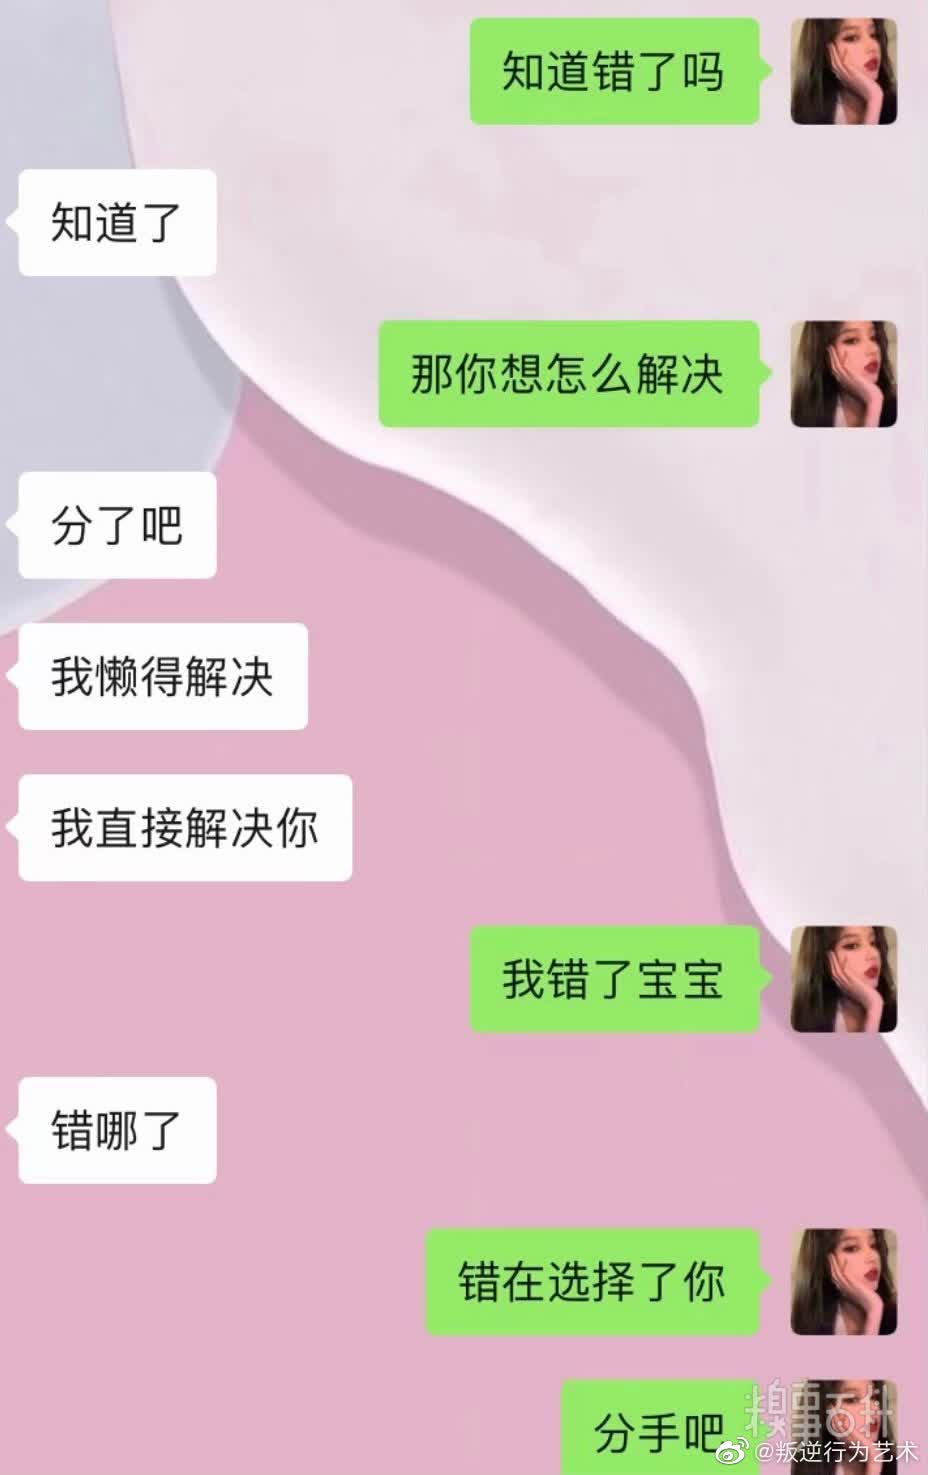 知道错了吗
知道了
那你想怎么解决
分了吧
我懒得解决
我直接解决你
我错了宝宝
错哪了
错在选择了你
分手吧
糗事百科
@叛逆行为艺术